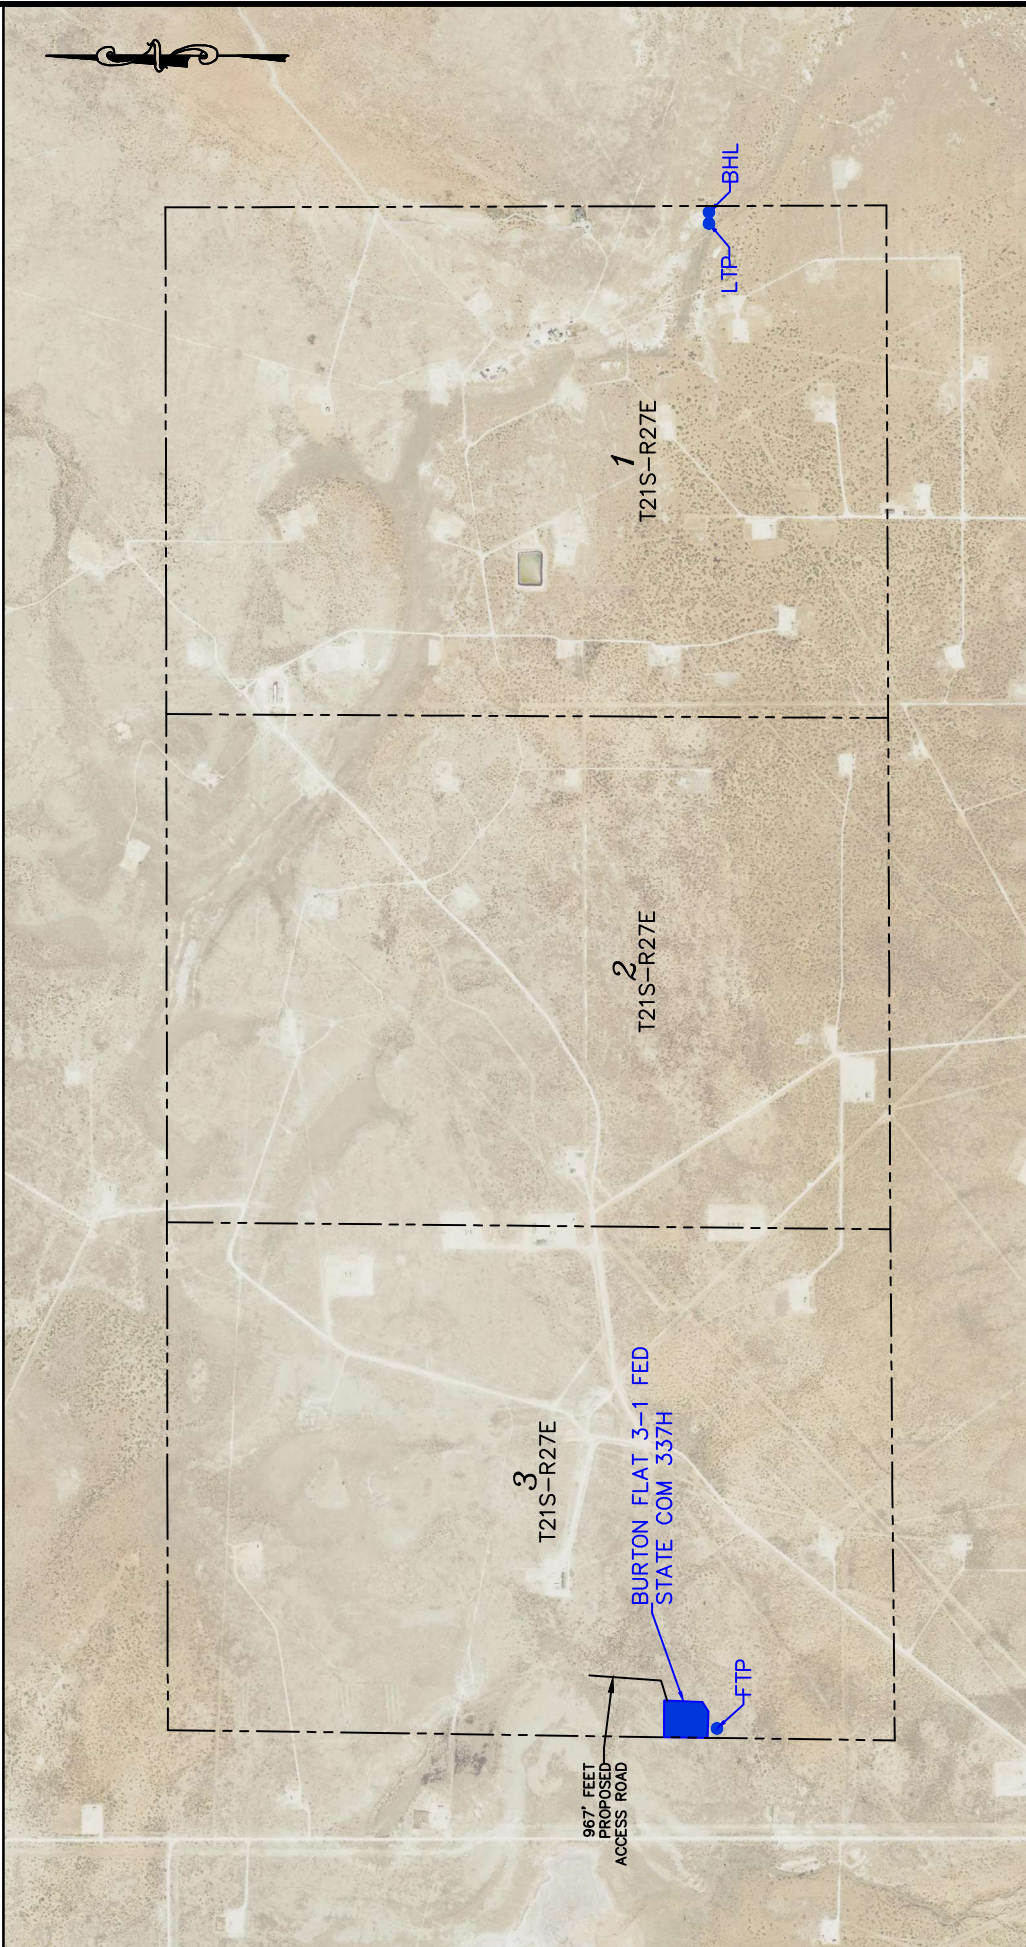 BHL
LTP
1
T21S-R27E
2
T21S-R27E
3
T21S-R27E
BURTON FLAT 3-1 FED
STATE COM 337H
FTP
967' FEET
PROPOSED
ACCESS ROAD